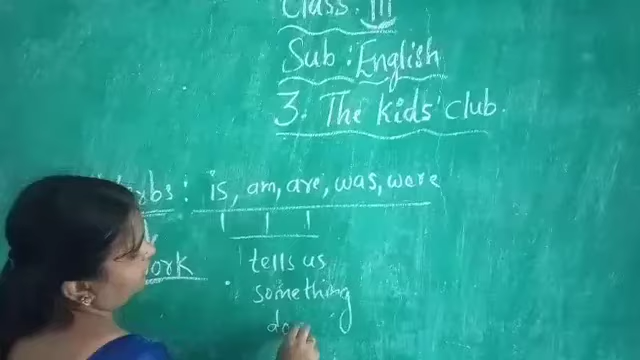 Class : III
Sub : English
3. The kids' club.
: is, am, are, was, were
tells us
something